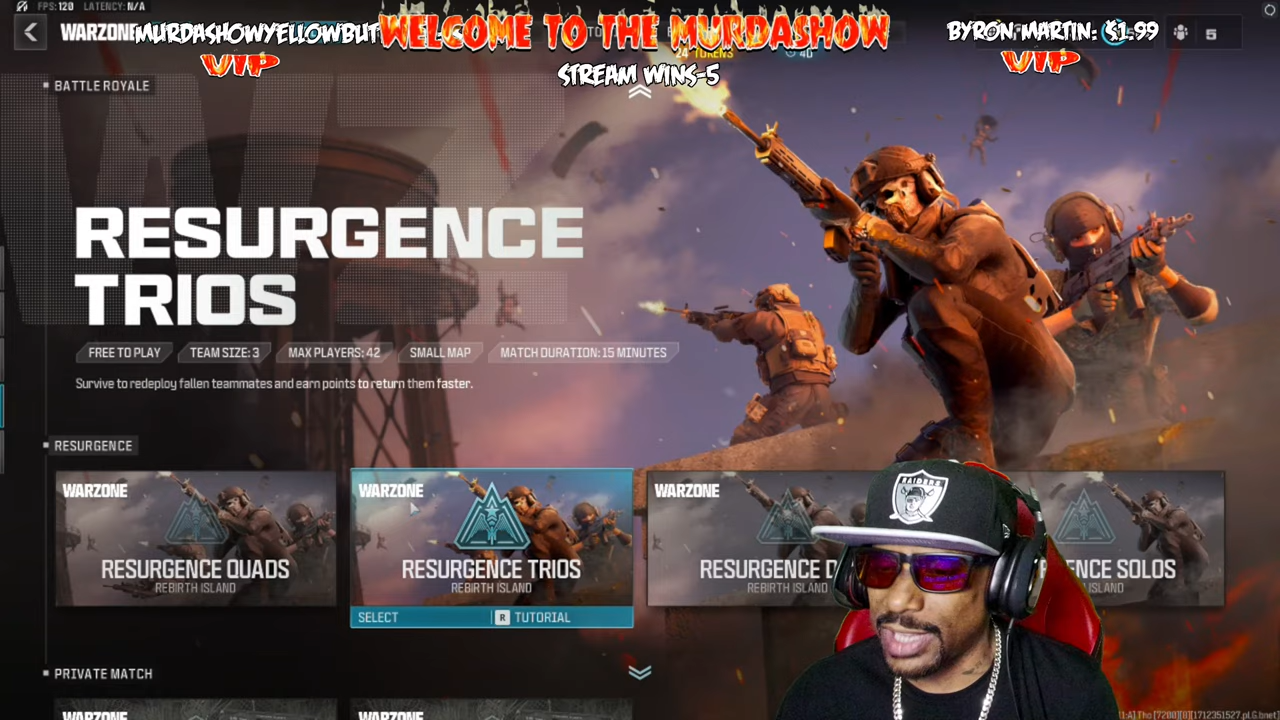 FPS: 120 LATENCY: N/A
WARZONE
MURDASHOWYELLOWBUT
WELCOME TO THE MURDASHOW
BYRON MARTIN: $1.99
5
VIP
24 TOKENS
40
VIP
STREAM WINS-5
BATTLE ROYALE
RESURGENCE
TRIOS
FREE TO PLAY
TEAM SIZE: 3
MAX PLAYERS: 42
SMALL MAP
MATCH DURATION: 15 MINUTES
Survive to redeploy fallen teammates and earn points to return them faster.
RESURGENCE
WARZONE
RESURGENCE QUADS
REBIRTH ISLAND
WARZONE
RESURGENCE TRIOS
REBIRTH ISLAND
SELECT
R TUTORIAL
WARZONE
RESURGENCE D
REBIRTH ISLAND
RAIDERS
ENCE SOLOS
ISLAND
PRIVATE MATCH
WARZONE
WARZONE